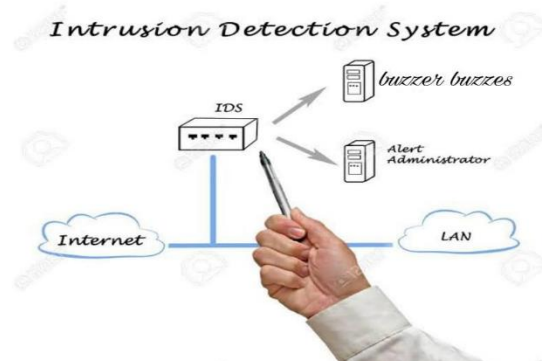 Intrusion Detection System
buzzer buzzes
IDS
Alert
Administrator
Internet
LAN